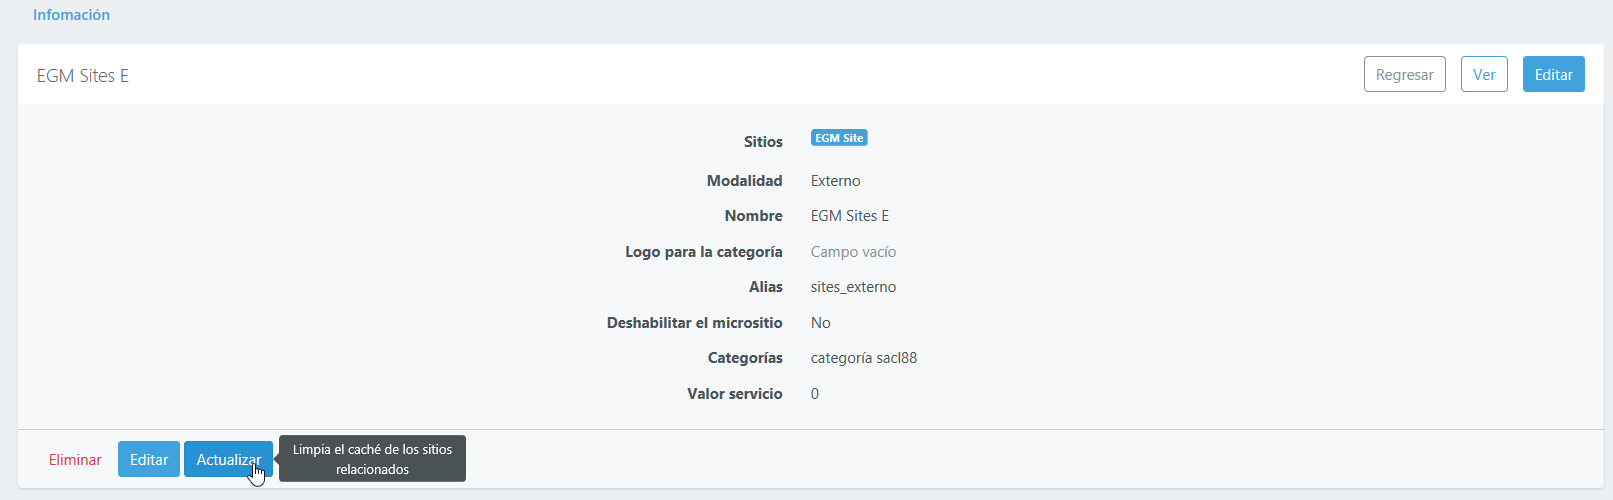 Infomación
EGM Sites E
Regresar
Ver
Editar
Sitios EGM Site
Modalidad Externo
Nombre EGM Sites E
Logo para la categoría Campo vacío
Alias sites_externo
Deshabilitar el micrositio No
Categorías categoría sacl88
Valor servicio 0
Eliminar
Editar
Actualizar
Limpia el caché de los sitios
relacionados